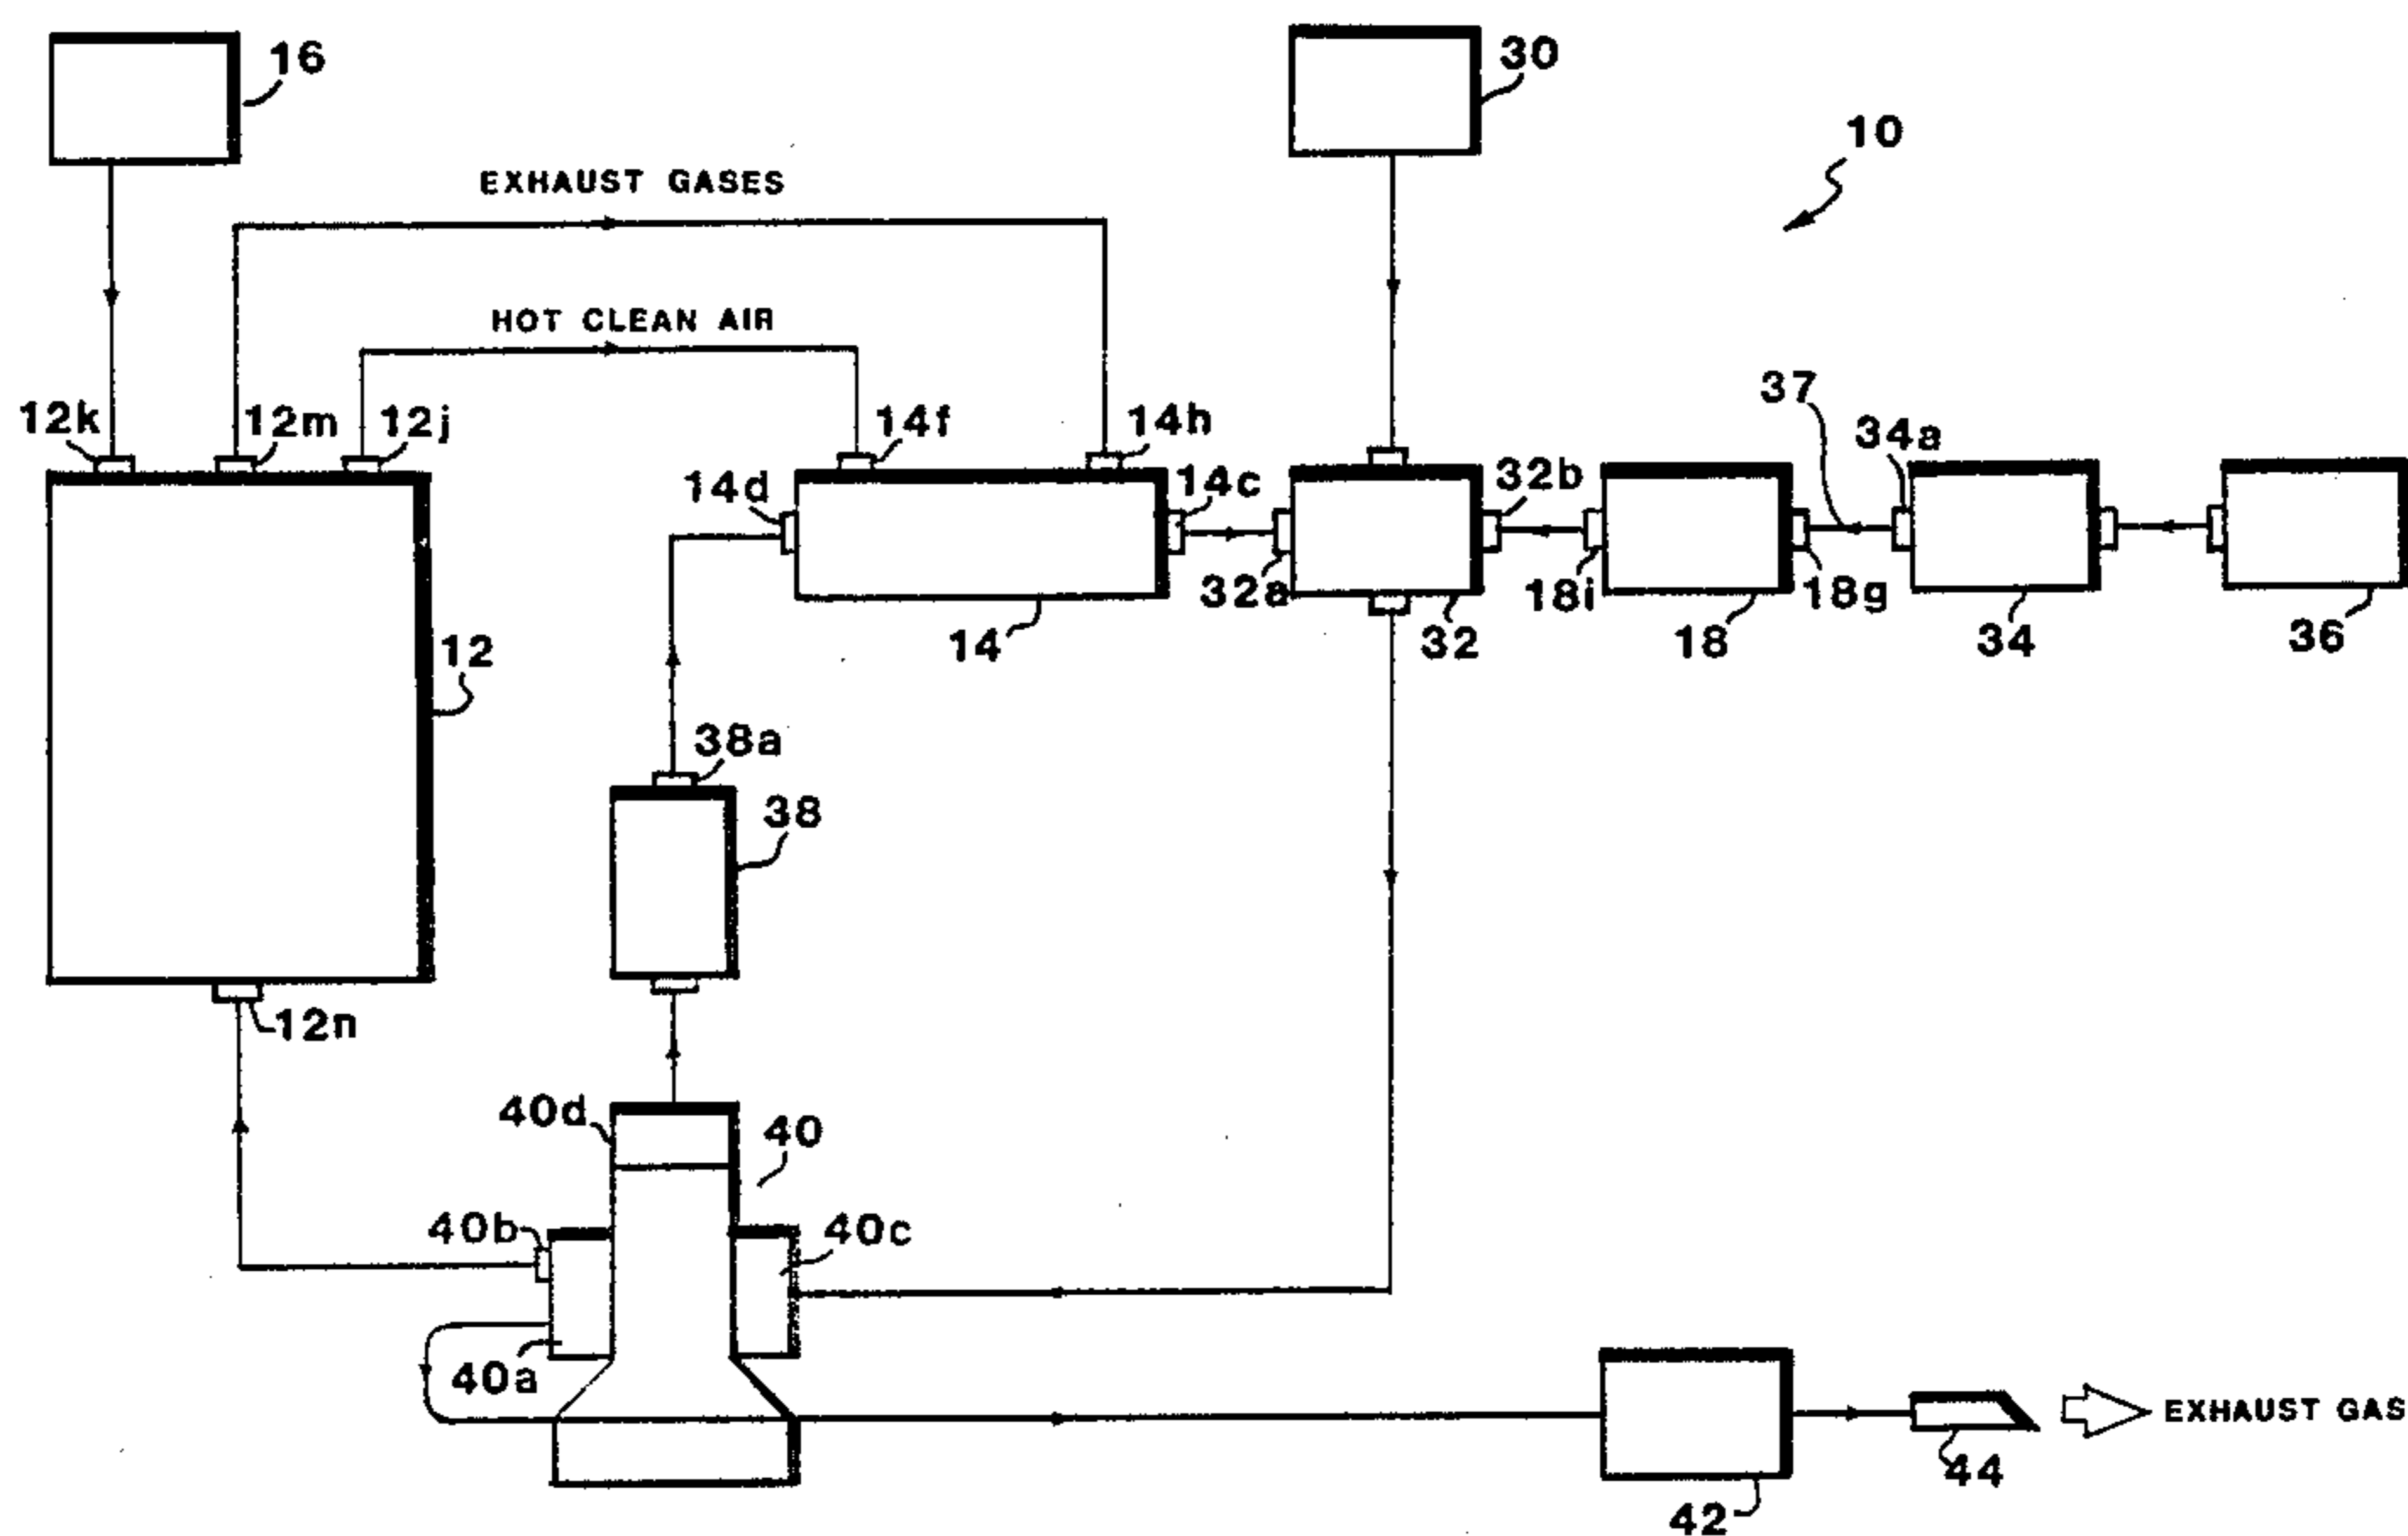 16
30
10
EXHAUST GASES
HOT CLEAN AIR
12k
12m
12j
14f
14h
37
34a
14d
14c
32b
32a
18i
18g
12
14
32
18
34
36
38a
38
12n
40d
40
40b
40c
40a
EXHAUST GAS
44
42